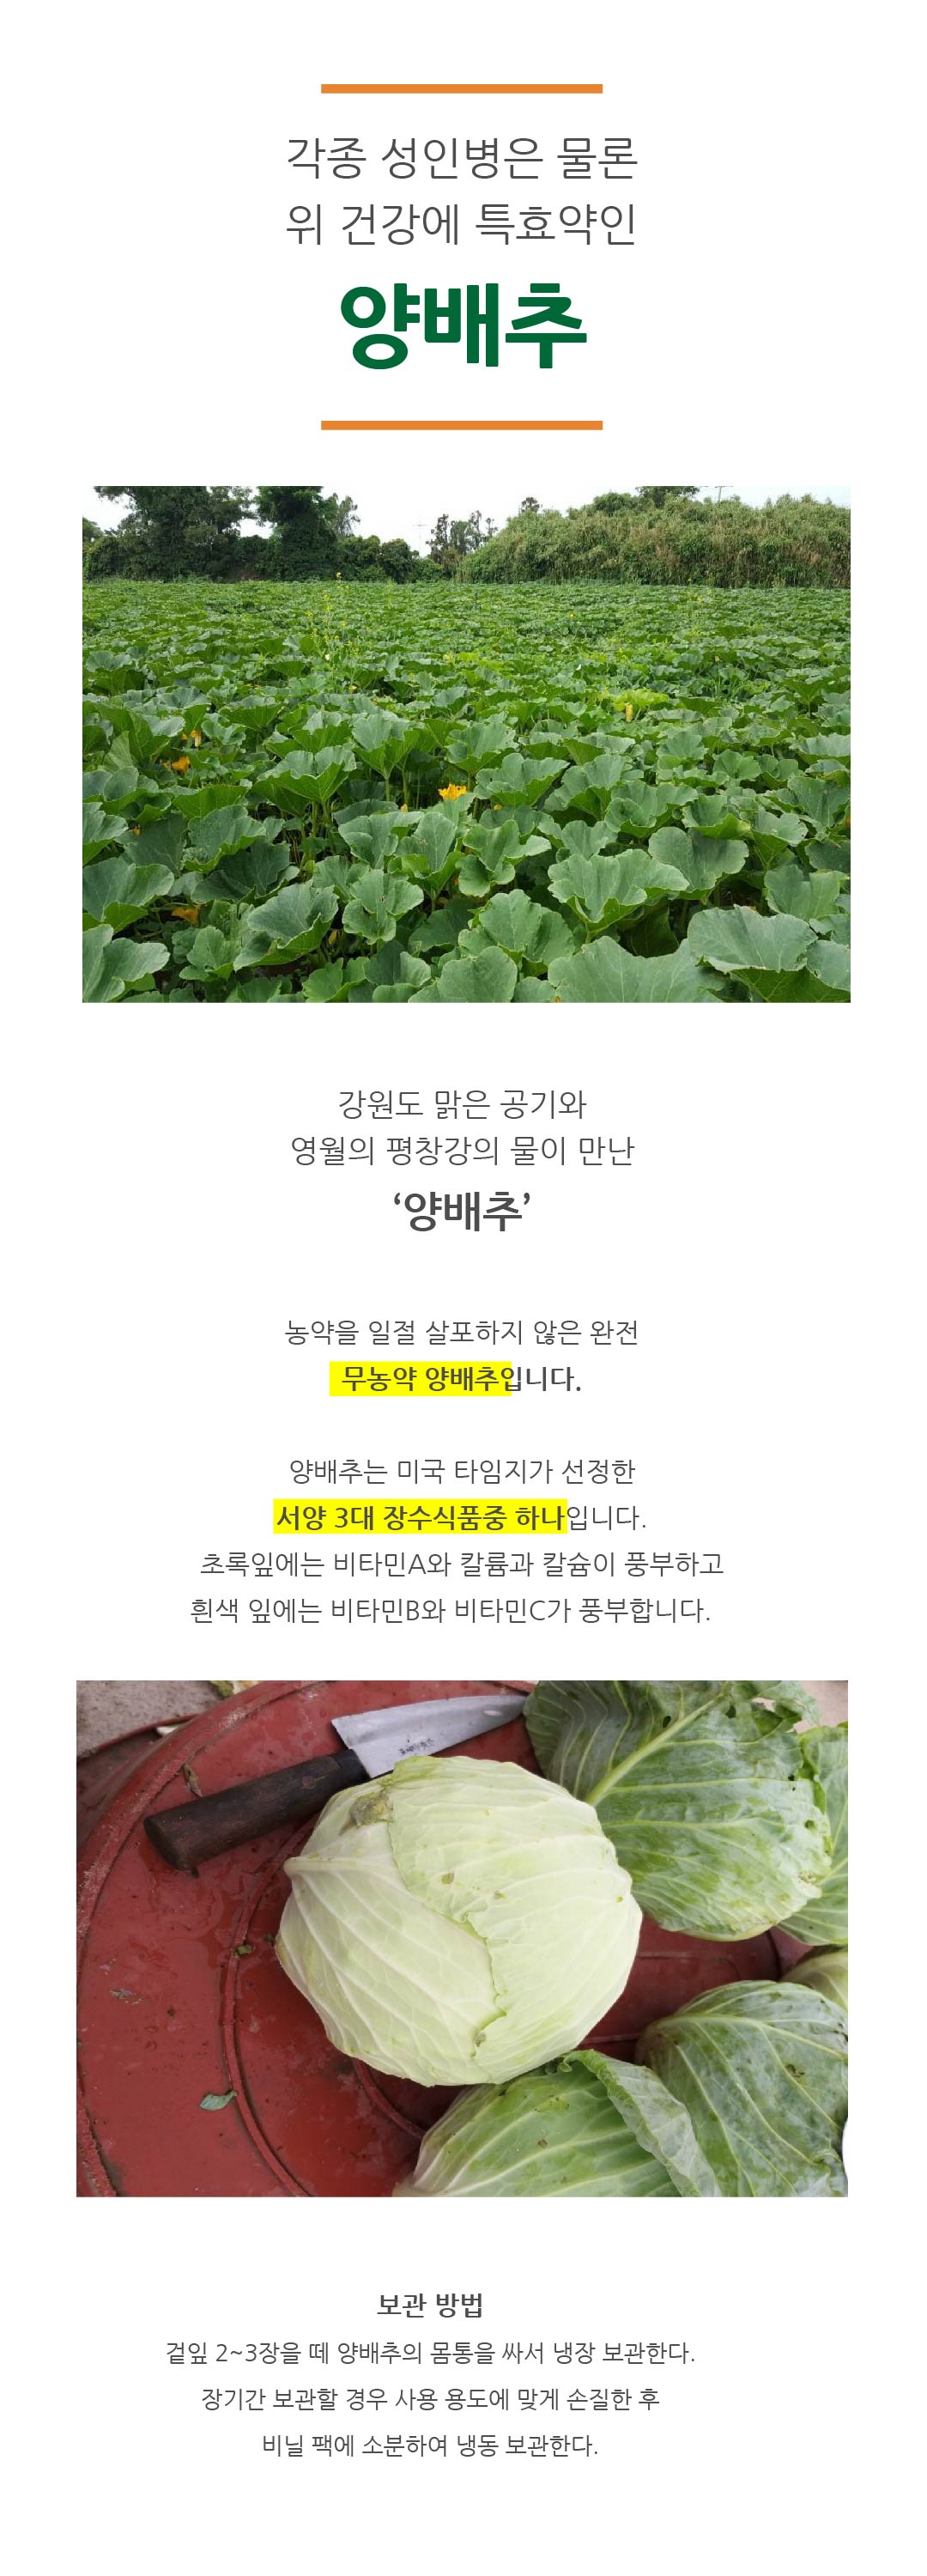 각종 성인병은 물론
위 건강에 특효약인
양배추
강원도 맑은 공기와
영월의 평창강의 물이 만난
‘양배추’
농약을 일절 살포하지 않은 완전
무농약 양배추입니다.
양배추는 미국 타임지가 선정한
서양 3대 장수식품중 하나입니다.
초록잎에는 비타민A와 칼륨과 칼슘이 풍부하고
흰색 잎에는 비타민B와 비타민C가 풍부합니다.
보관 방법
겉잎 2~3장을 떼 양배추의 몸통을 싸서 냉장 보관한다.
장기간 보관할 경우 사용 용도에 맞게 손질한 후
비닐 팩에 소분하여 냉동 보관한다.